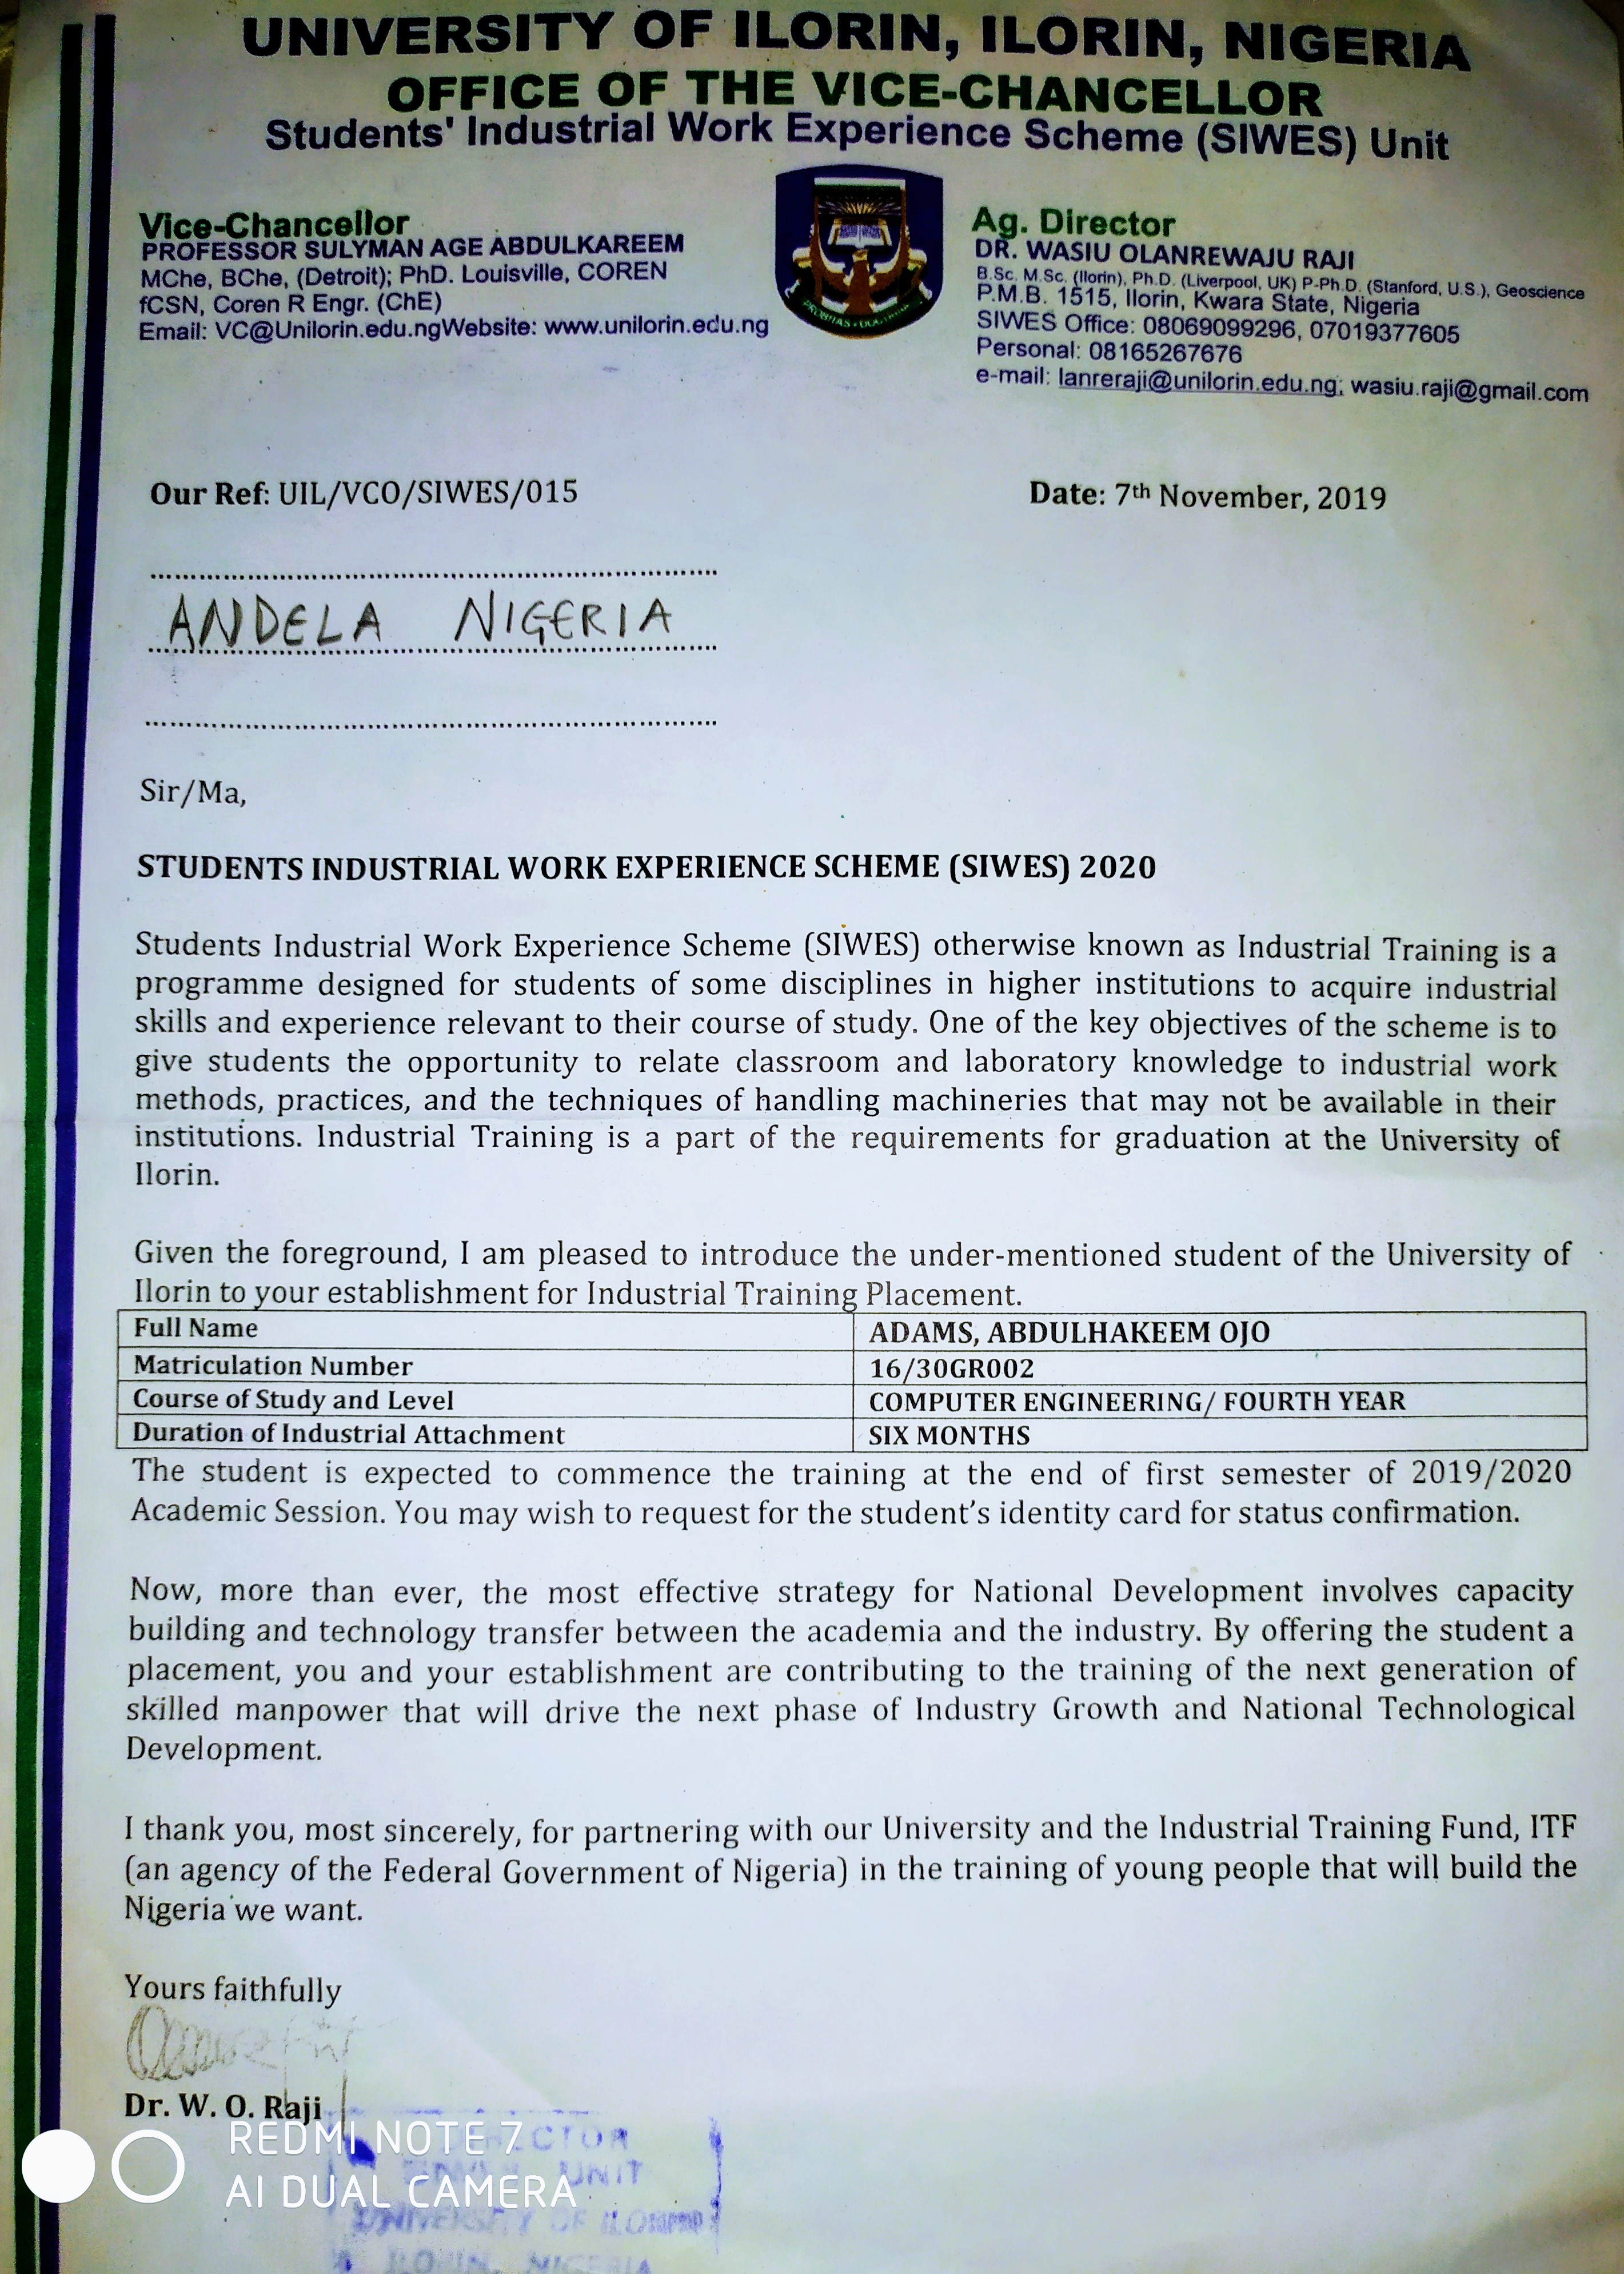 UNIVERSITY OF ILORIN, ILORIN, NIGERIA
OFFICE OF THE VICE-CHANCELLOR
Students' Industrial Work Experience Scheme (SIWES) Unit
Vice-Chancellor
PROFESSOR SULYMAN AGE ABDULKAREEM
MChe, BChe, (Detroit); PhD. Louisville, COREN
fCSN, Coren R Engr. (ChE)
Email: VC@Unilorin.edu.ngWebsite: www.unilorin.edu.ng
PROBITAS
Ag. Director
DR. WASIU OLANREWAJU RAJI
B.Sc. M.Sc. (Ilorin), Ph.D. (Liverpool, UK) P-Ph.D. (Stanford, U.S.), Geoscience
P.M.B. 1515, Ilorin, Kwara State, Nigeria
SIWES Office: 08069099296, 07019377605
Personal: 08165267676
e-mail: lanreraji@unilorin.edu.ng; wasiu.raji@gmail.com
Our Ref: UIL/VCO/SIWES/015
Date: 7th November, 2019
ANDELA NIGERIA
Sir/Ma,
STUDENTS INDUSTRIAL WORK EXPERIENCE SCHEME (SIWES) 2020
Students Industrial Work Experience Scheme (SIWES) otherwise known as Industrial Training is a
programme designed for students of some disciplines in higher institutions to acquire industrial
skills and experience relevant to their course of study. One of the key objectives of the scheme is to
give students the opportunity to relate classroom and laboratory knowledge to industrial work
methods, practices, and the techniques of handling machineries that may not be available in their
institutions. Industrial Training is a part of the requirements for graduation at the University of
Ilorin.
Given the foreground, I am pleased to introduce the under-mentioned student of the University of
Ilorin to your establishment for Industrial Training Placement.
Full Name ADAMS, ABDULHAKEEM OJO
Matriculation Number 16/30GR002
Course of Study and Level COMPUTER ENGINEERING/ FOURTH YEAR
Duration of Industrial Attachment SIX MONTHS
The student is expected to commence the training at the end of first semester of 2019/2020
Academic Session. You may wish to request for the student's identity card for status confirmation.
Now, more than ever, the most effective strategy for National Development involves capacity
building and technology transfer between the academia and the industry. By offering the student a
placement, you and your establishment are contributing to the training of the next generation of
skilled manpower that will drive the next phase of Industry Growth and National Technological
Development.
I thank you, most sincerely, for partnering with our University and the Industrial Training Fund, ITF
(an agency of the Federal Government of Nigeria) in the training of young people that will build the
Nigeria we want.
Yours faithfully
Dr. W. O. Raji
REDMI NOTE 7
AI DUAL CAMERA
UNIT
UNIVERSITY OF ILORIN
ILORIN, NIGERIA